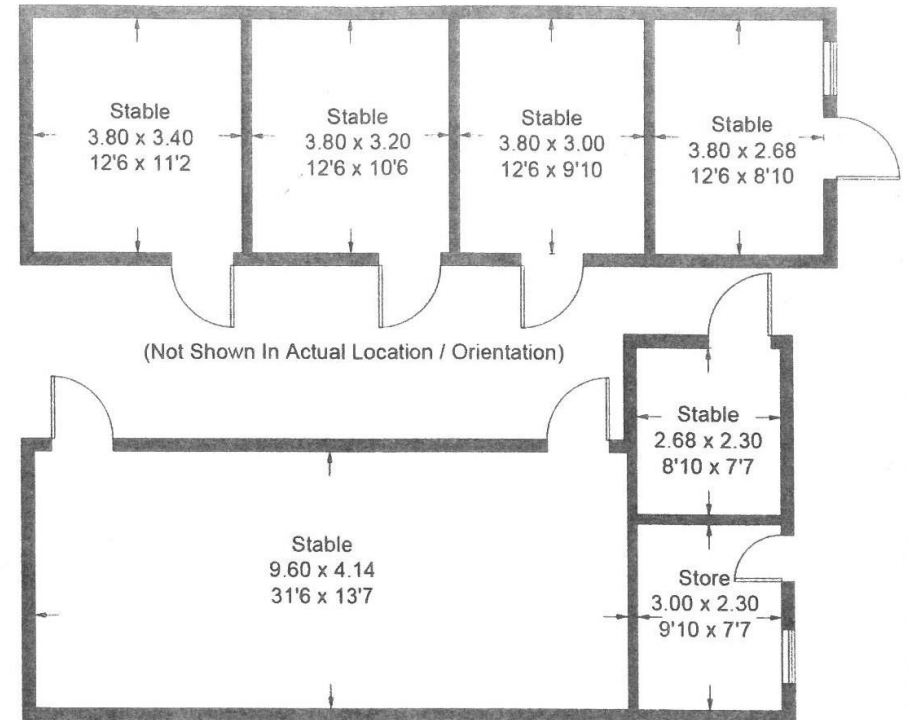 Stable
3.80 x 3.40
12'6 x 11'2
Stable
3.80 x 3.20
12'6 x 10'6
Stable
3.80 x 3.00
12'6 x 9'10
Stable
3.80 x 2.68
12'6 x 8'10
(Not Shown In Actual Location / Orientation)
Stable
2.68 x 2.30
8'10 x 7'7
Stable
9.60 x 4.14
31'6 x 13'7
Store
3.00 x 2.30
9'10 x 7'7